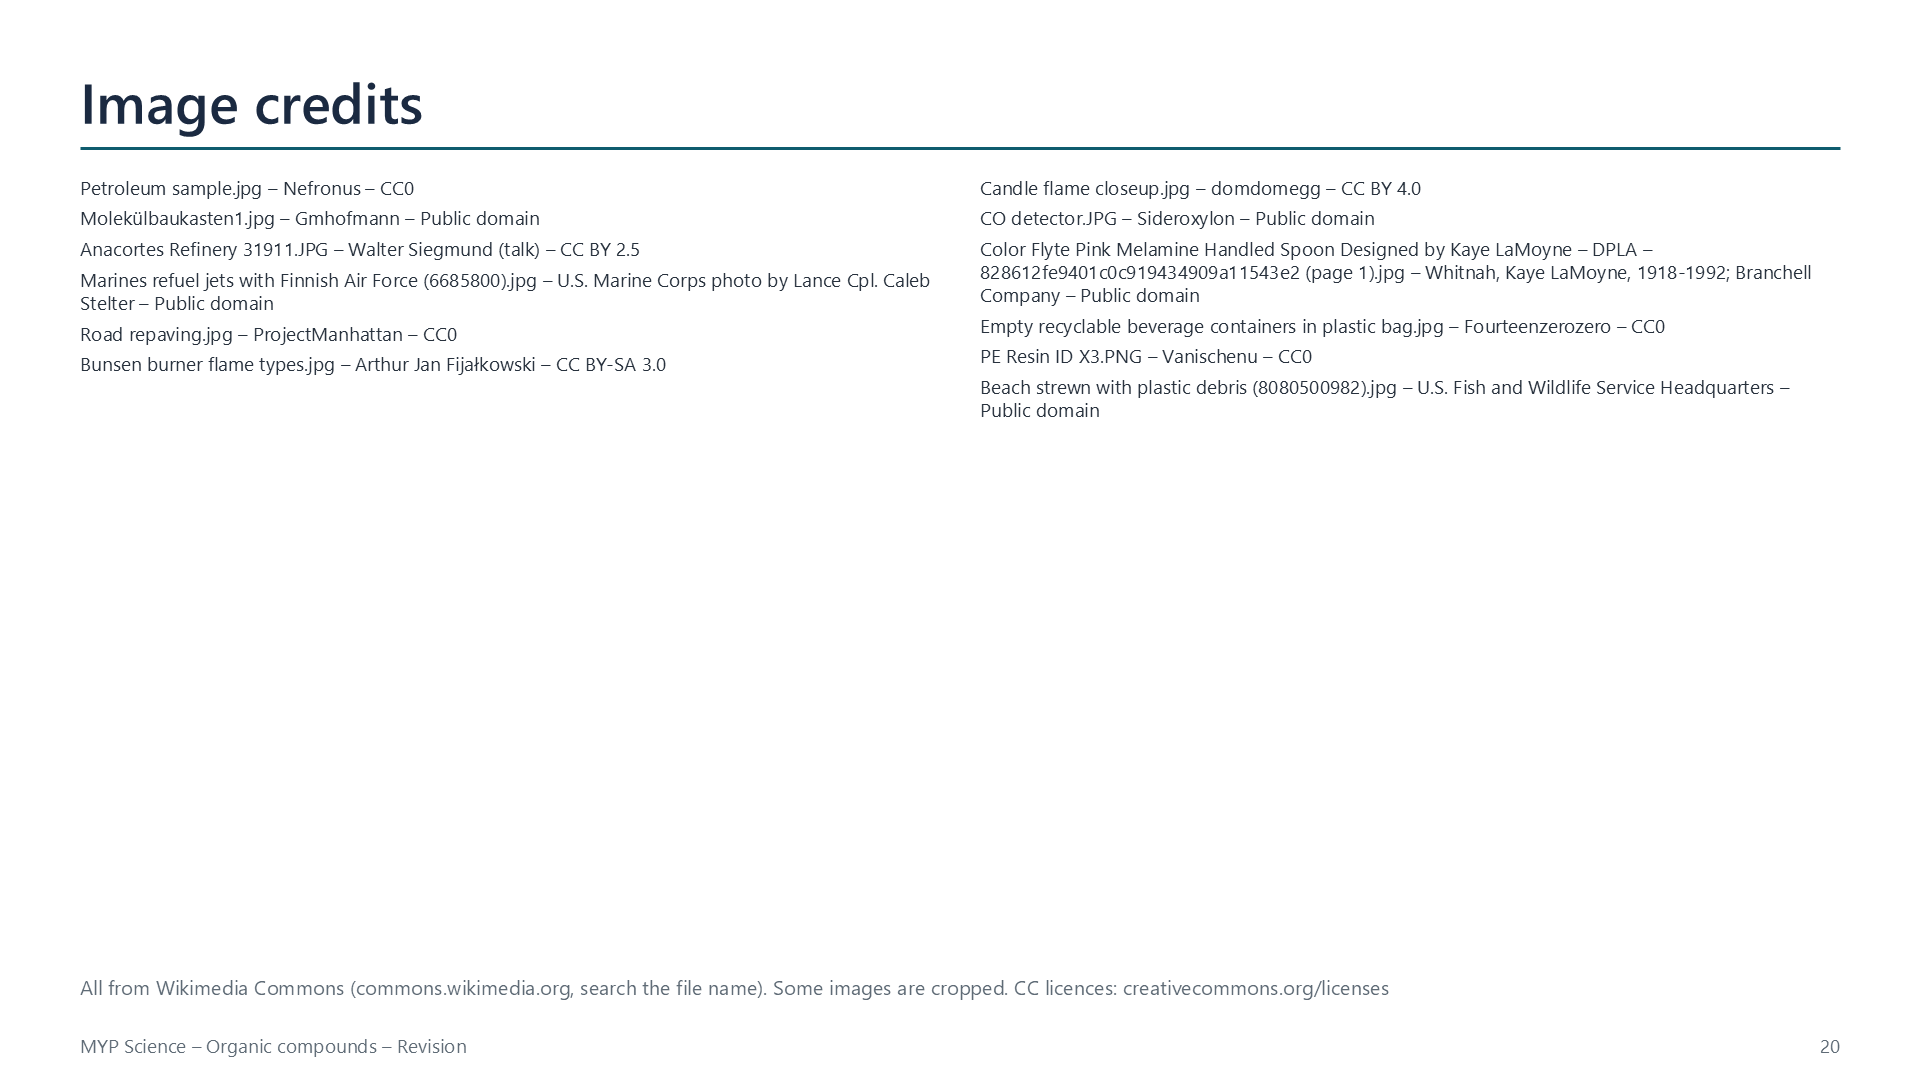 Image credits
Petroleum sample.jpg – Nefronus – CC0
Molekülbaukasten1.jpg – Gmhofmann – Public domain
Anacortes Refinery 31911.JPG – Walter Siegmund (talk) – CC BY 2.5
Marines refuel jets with Finnish Air Force (6685800).jpg – U.S. Marine Corps photo by Lance Cpl. Caleb
Stelter – Public domain
Road repaving.jpg – ProjectManhattan – CC0
Bunsen burner flame types.jpg – Arthur Jan Fijałkowski – CC BY-SA 3.0
Candle flame closeup.jpg – domdomegg – CC BY 4.0
CO detector.JPG – Sideroxylon – Public domain
Color Flyte Pink Melamine Handled Spoon Designed by Kaye LaMoyne – DPLA –
828612fe9401c0c919434909a11543e2 (page 1).jpg – Whitnah, Kaye LaMoyne, 1918-1992; Branchell
Company – Public domain
Empty recyclable beverage containers in plastic bag.jpg – Fourteenzerozero – CC0
PE Resin ID X3.PNG – Vanischenu – CC0
Beach strewn with plastic debris (8080500982).jpg – U.S. Fish and Wildlife Service Headquarters –
Public domain
All from Wikimedia Commons (commons.wikimedia.org, search the file name). Some images are cropped. CC licences: creativecommons.org/licenses
MYP Science – Organic compounds – Revision
20